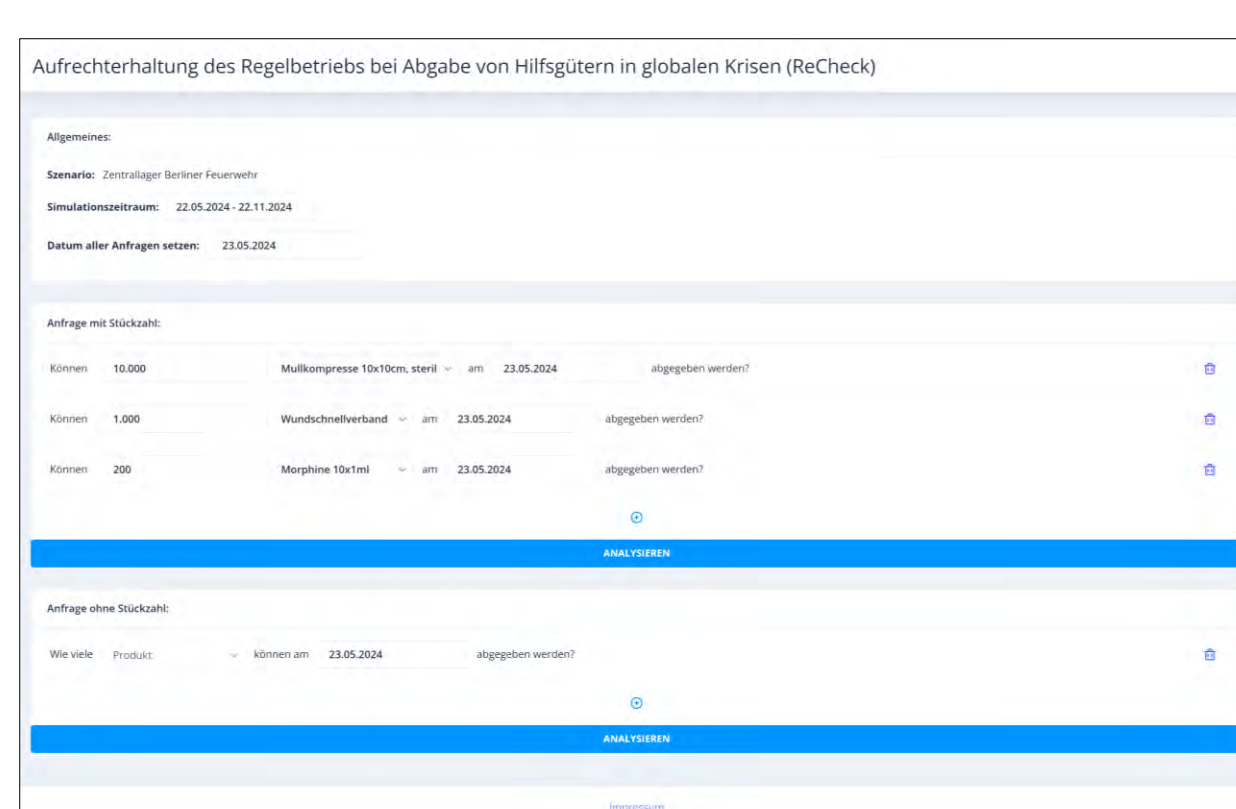 Aufrechterhaltung des Regelbetriebs bei Abgabe von Hilfsgütern in globalen Krisen (ReCheck)
Allgemeines:
Szenario: Zentrallager Berliner Feuerwehr
Simulationszeitraum: 22.05.2024 - 22.11.2024
Datum aller Anfragen setzen: 23.05.2024
Anfrage mit Stückzahl:
Können 10.000 Mullkompresse 10x10cm, steril am 23.05.2024 abgegeben werden?
Können 1.000 Wundschnellverband am 23.05.2024 abgegeben werden?
Können 200 Morphine 10x1ml am 23.05.2024 abgegeben werden?
ANALYSIEREN
Anfrage ohne Stückzahl:
Wie viele Produkt können am 23.05.2024 abgegeben werden?
ANALYSIEREN
Impressum